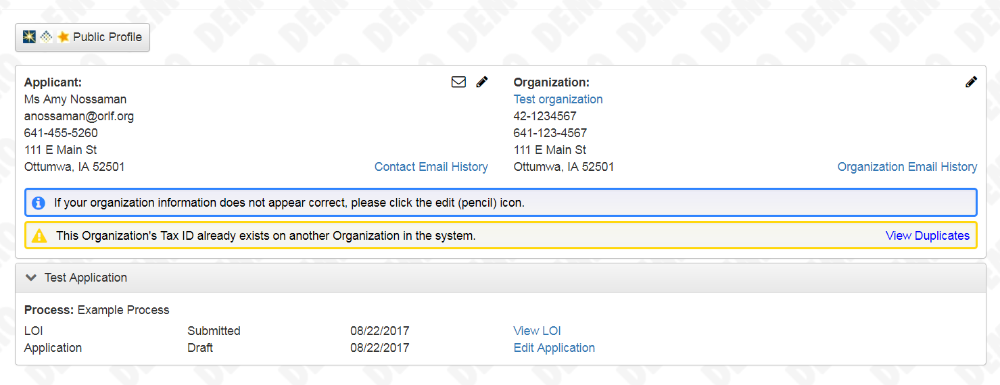 Public Profile
Applicant:
Ms Amy Nossaman
anossaman@orlf.org
641-455-5260
111 E Main St
Ottumwa, IA 52501
Contact Email History
Organization:
Test organization
42-1234567
641-123-4567
111 E Main St
Ottumwa, IA 52501
Organization Email History
If your organization information does not appear correct, please click the edit (pencil) icon.
This Organization's Tax ID already exists on another Organization in the system. View Duplicates
Test Application
Process: Example Process
LOI Submitted 08/22/2017 View LOI
Application Draft 08/22/2017 Edit Application
DEMO